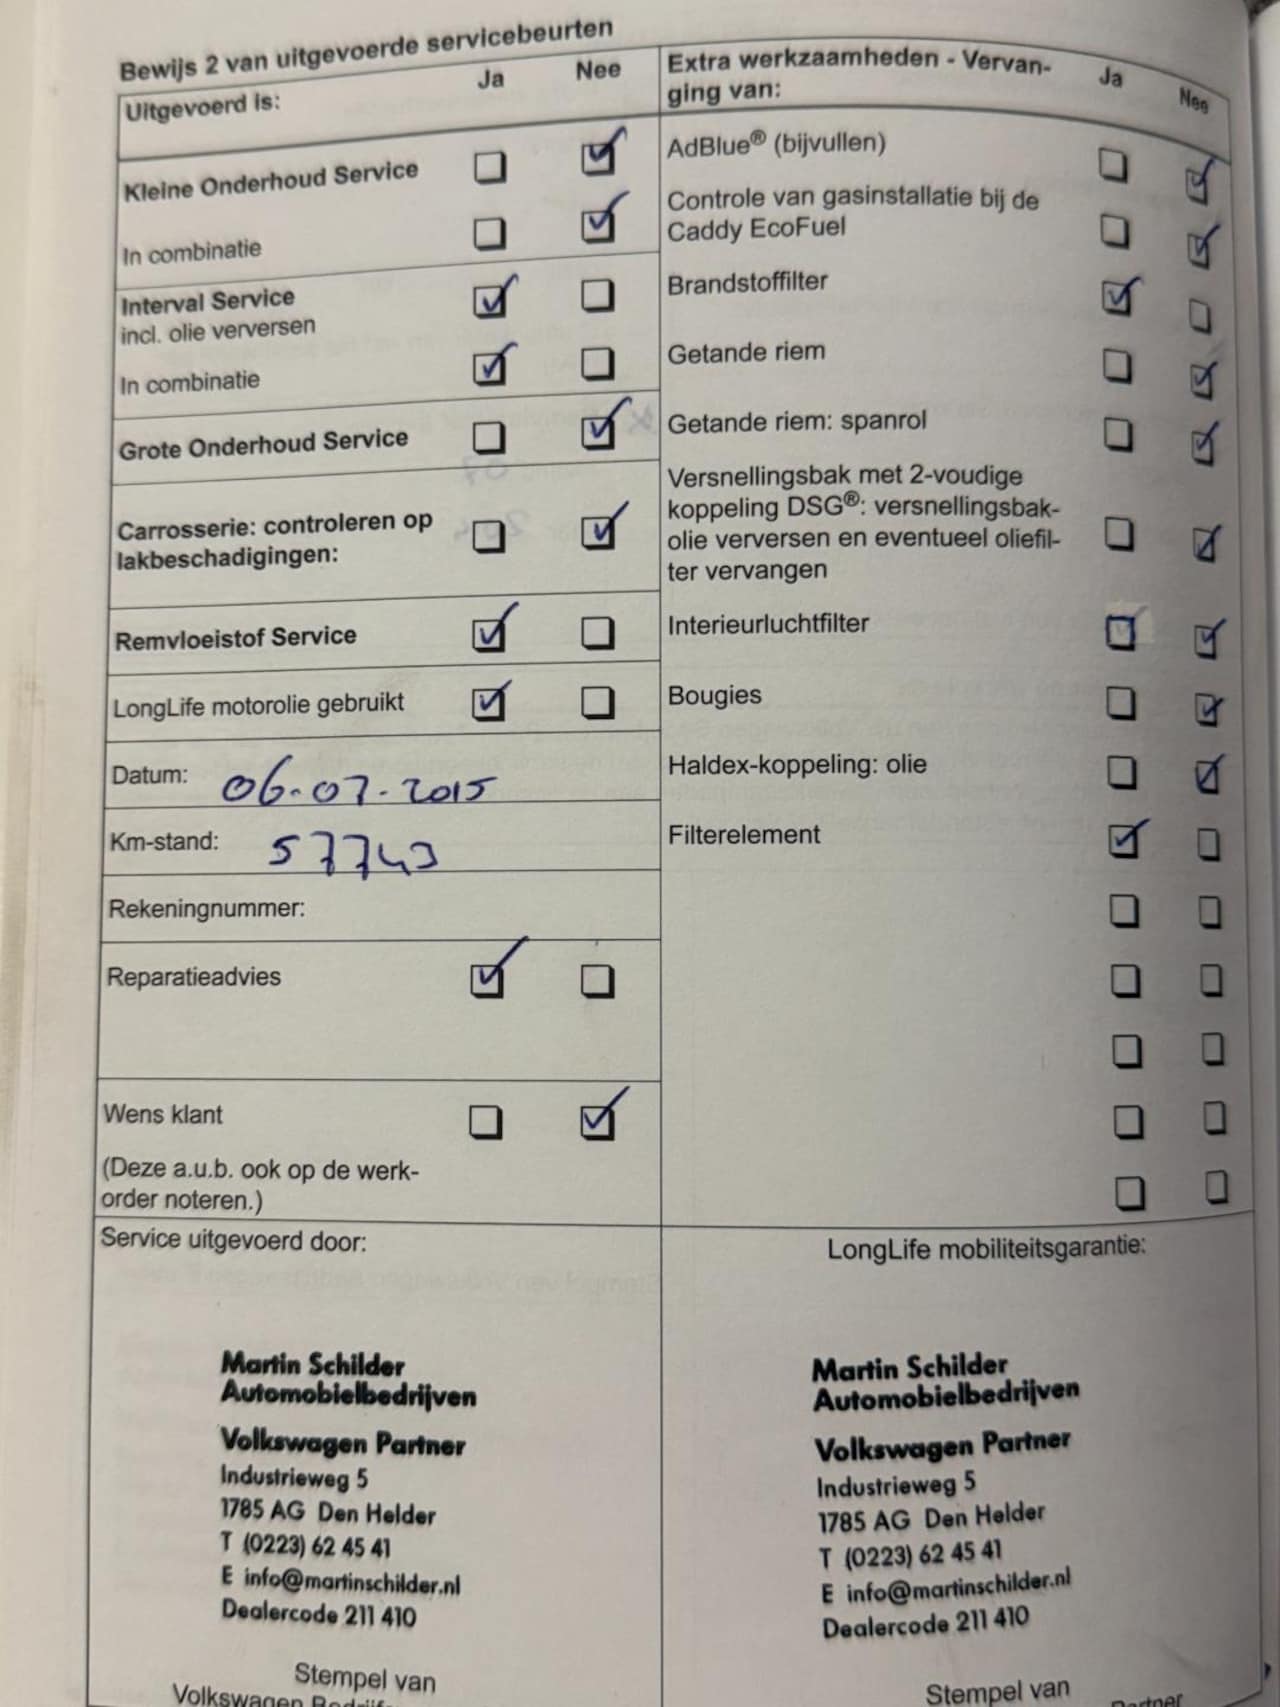 Bewijs 2 van uitgevoerde servicebeurten
Uitgevoerd is:
Ja
Nee
Kleine Onderhoud Service
In combinatie
Interval Service
incl. olie verversen
In combinatie
Grote Onderhoud Service
Carrosserie: controleren op
lakbeschadigingen:
Remvloeistof Service
LongLife motorolie gebruikt
Datum: 06-07-2015
Km-stand: 57743
Rekeningnummer:
Reparatieadvies
Wens klant
(Deze a.u.b. ook op de werk-
order noteren.)
Extra werkzaamheden - Vervan-
ging van:
Ja
Nee
AdBlue® (bijvullen)
Controle van gasinstallatie bij de
Caddy EcoFuel
Brandstoffilter
Getande riem
Getande riem: spanrol
Versnellingsbak met 2-voudige
koppeling DSG®: versnellingsbak-
olie verversen en eventueel oliefil-
ter vervangen
Interieurluchtfilter
Bougies
Haldex-koppeling: olie
Filterelement
Service uitgevoerd door:
Martin Schilder
Automobielbedrijven
Volkswagen Partner
Industrieweg 5
1785 AG Den Helder
T (0223) 62 45 41
E info@martinschilder.nl
Dealercode 211 410
Stempel van
Volkswagen
LongLife mobiliteitsgarantie:
Martin Schilder
Automobielbedrijven
Volkswagen Partner
Industrieweg 5
1785 AG Den Helder
T (0223) 62 45 41
E info@martinschilder.nl
Dealercode 211 410
Stempel van
Partner